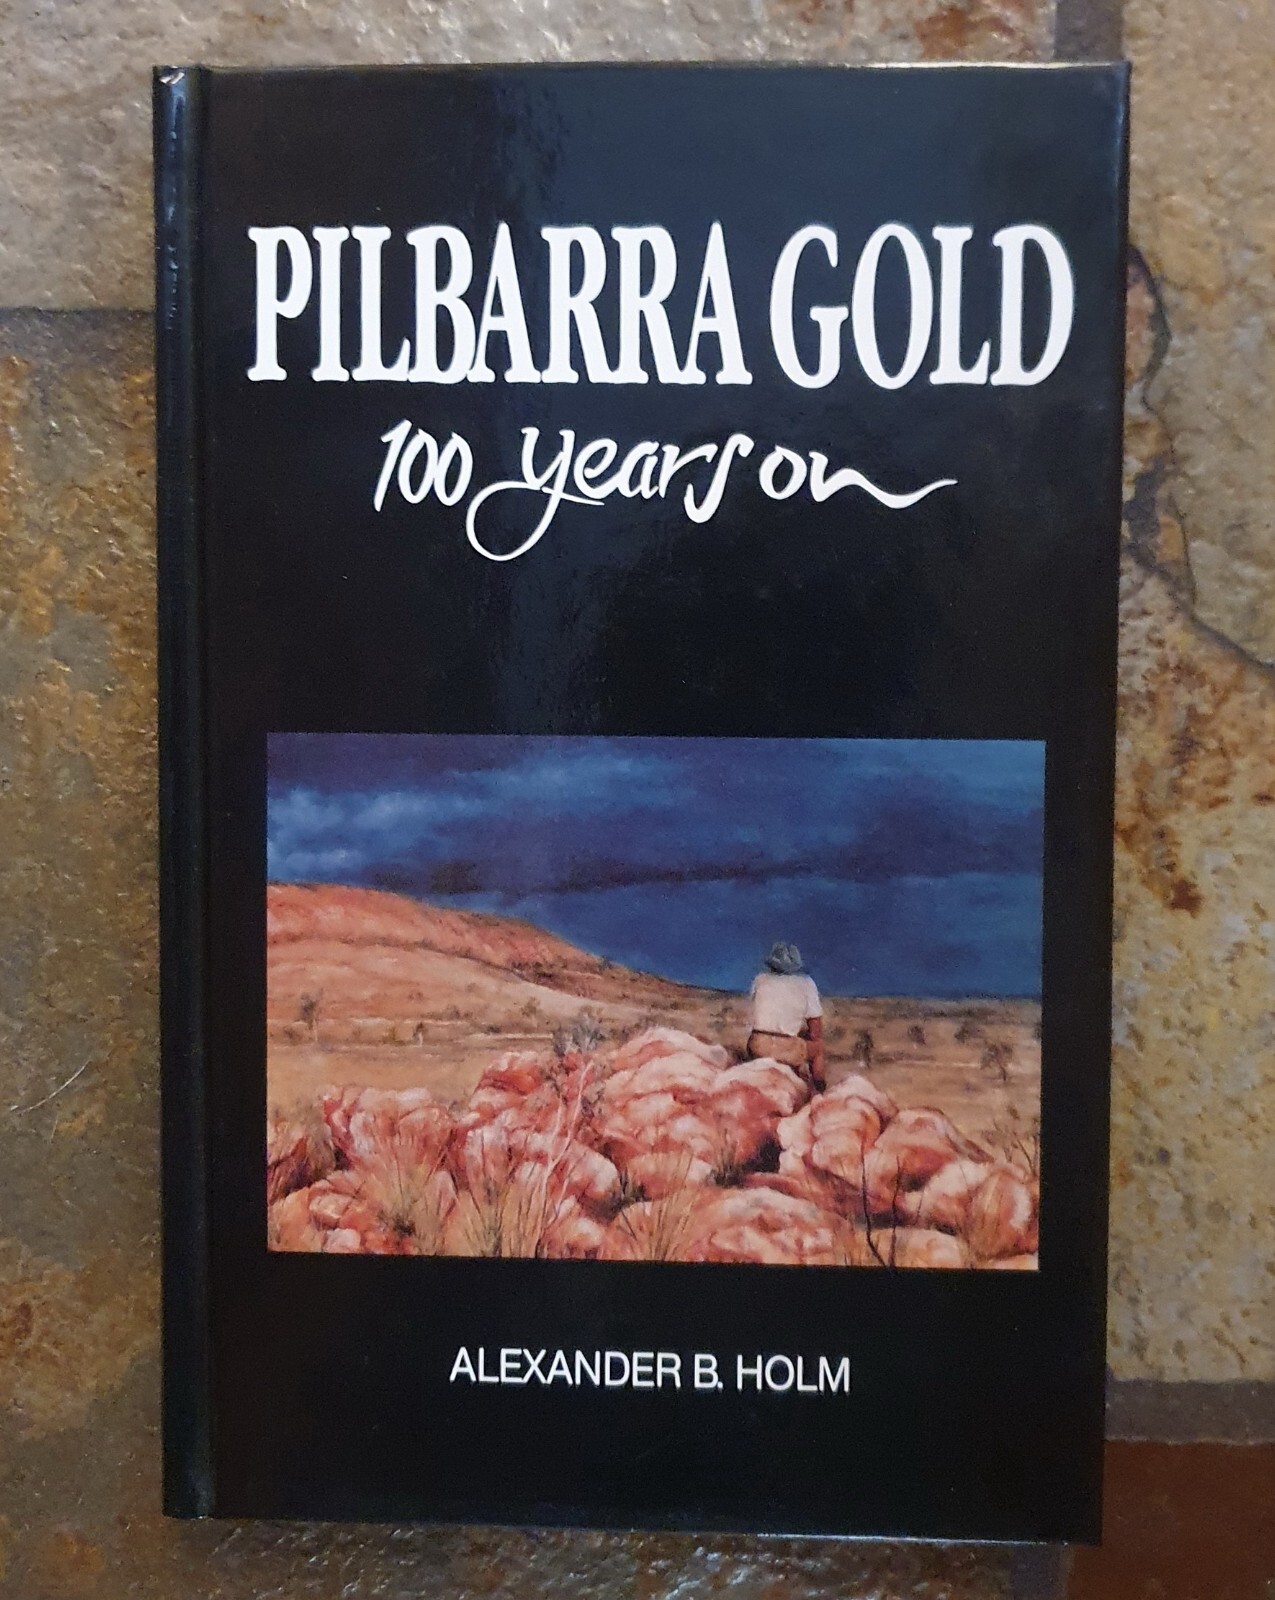 PILBARRA GOLD
100 years on
ALEXANDER B. HOLM